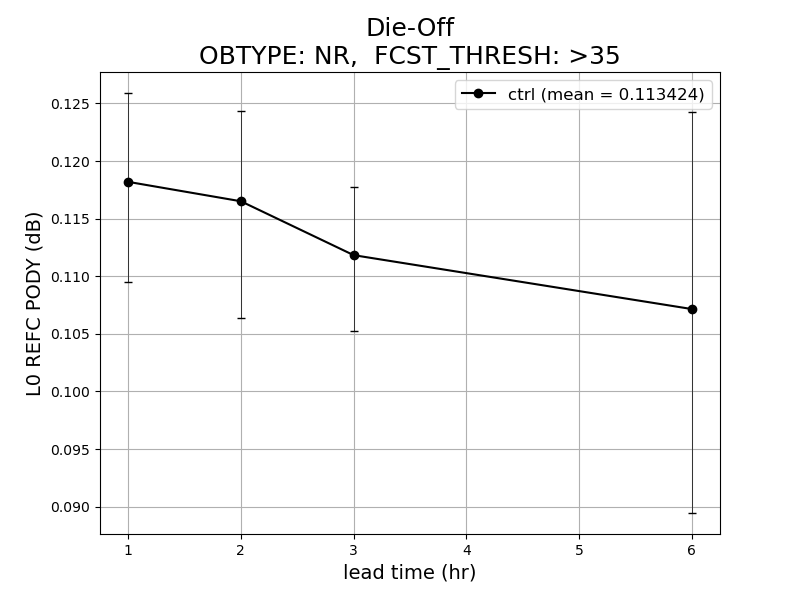 Die-Off
OBTYPE: NR,  FCST_THRESH: >35
ctrl (mean = 0.113424)
L0 REFC PODY (dB)
0.125
0.120
0.115
0.110
0.105
0.100
0.095
0.090
1 2 3 4 5 6
lead time (hr)